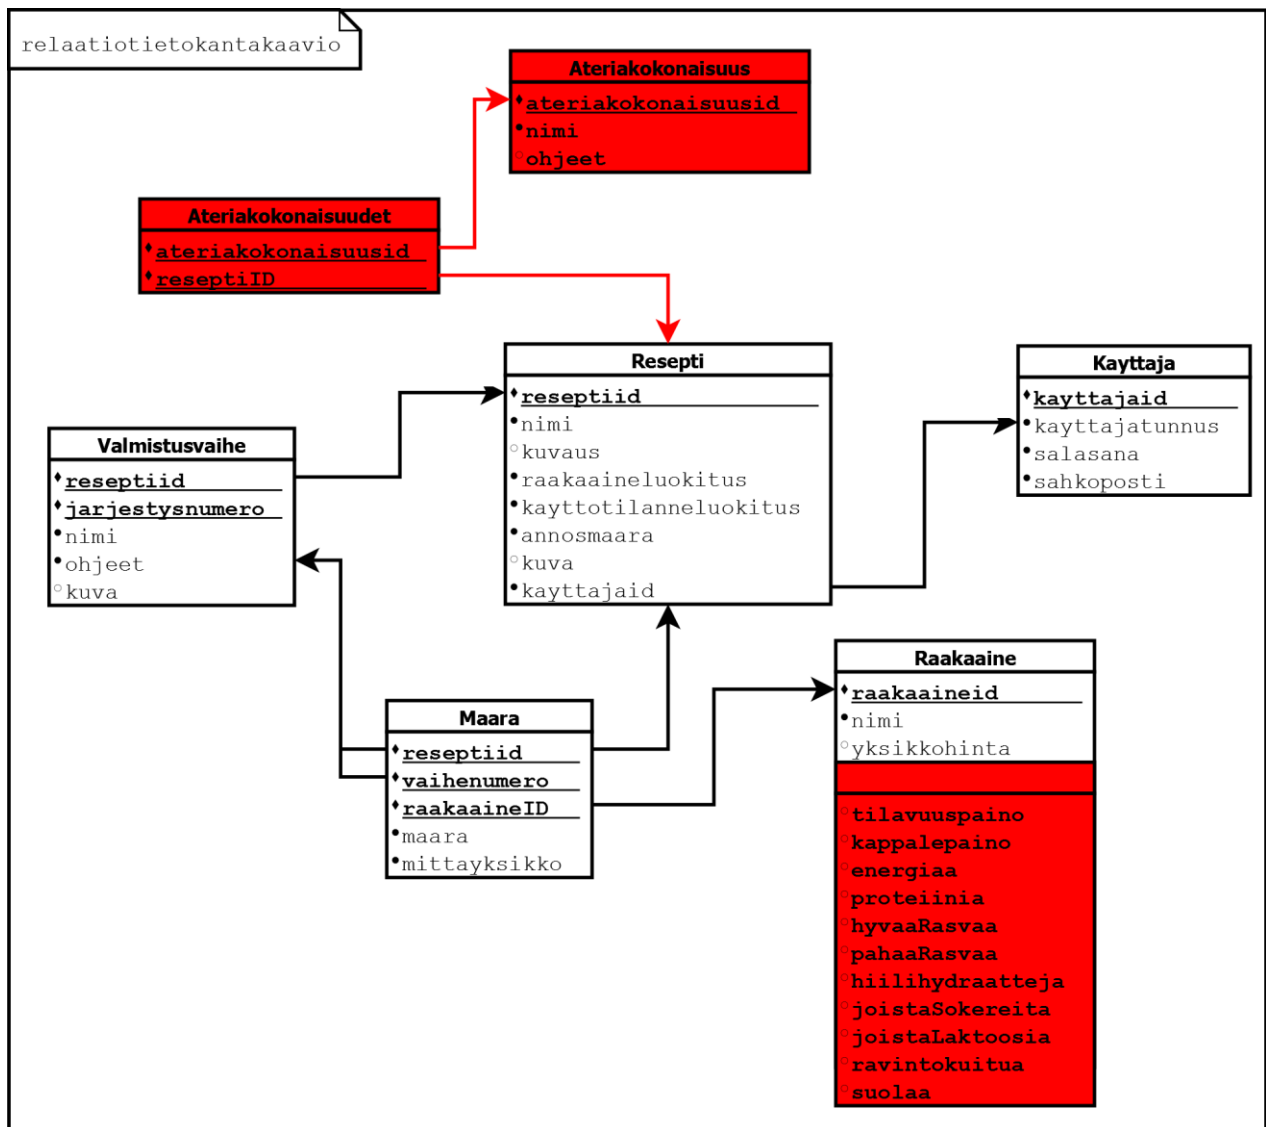 relaatiotietokantakaavio
Ateriakokonaisuus
ateriakokonaisuusid
nimi
ohjeet
Ateriakokonaisuudet
ateriakokonaisuusid
reseptiID
Resepti
reseptiid
nimi
kuvaus
raakaaineluokitus
kayttotilanneluokitus
annosmaara
kuva
kayttajaid
Kayttaja
kayttajaid
kayttajatunnus
salasana
sahkoposti
Valmistusvaihe
reseptiid
jarjestysnumero
nimi
ohjeet
kuva
Maara
reseptiid
vaihenumero
raakaaineID
maara
mittayksikko
Raakaaine
raakaaineid
nimi
yksikkohinta
tilavuuspaino
kappalepaino
energiaa
proteiinia
hyvaaRasvaa
pahaaRasvaa
hiilihydraatteja
joistaSokereita
joistaLaktoosia
ravintokuitua
suolaa